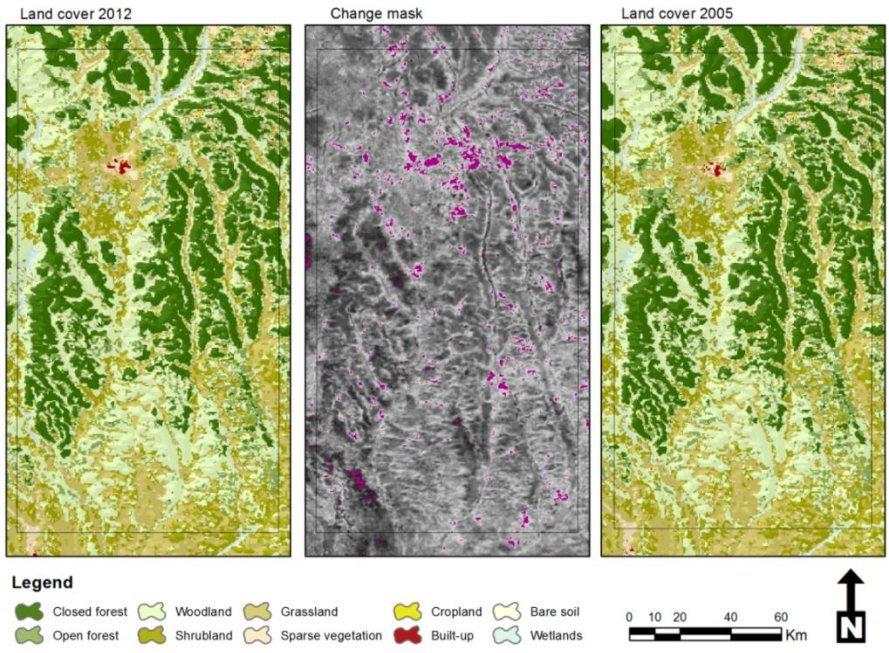 Land cover 2012 Change mask Land cover 2005
Legend
Closed forest Woodland Grassland Cropland Bare soil
Open forest Shrubland Sparse vegetation Built-up Wetlands
0 10 20 40 60
Km
N